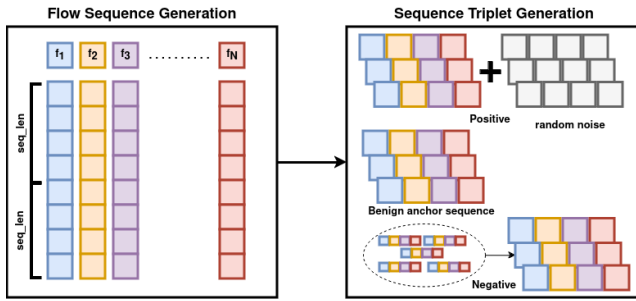 Flow Sequence Generation
f1 f2 f3 ......... fN
seq_len
seq_len
Sequence Triplet Generation
+
Positive
random noise
Benign anchor sequence
Negative